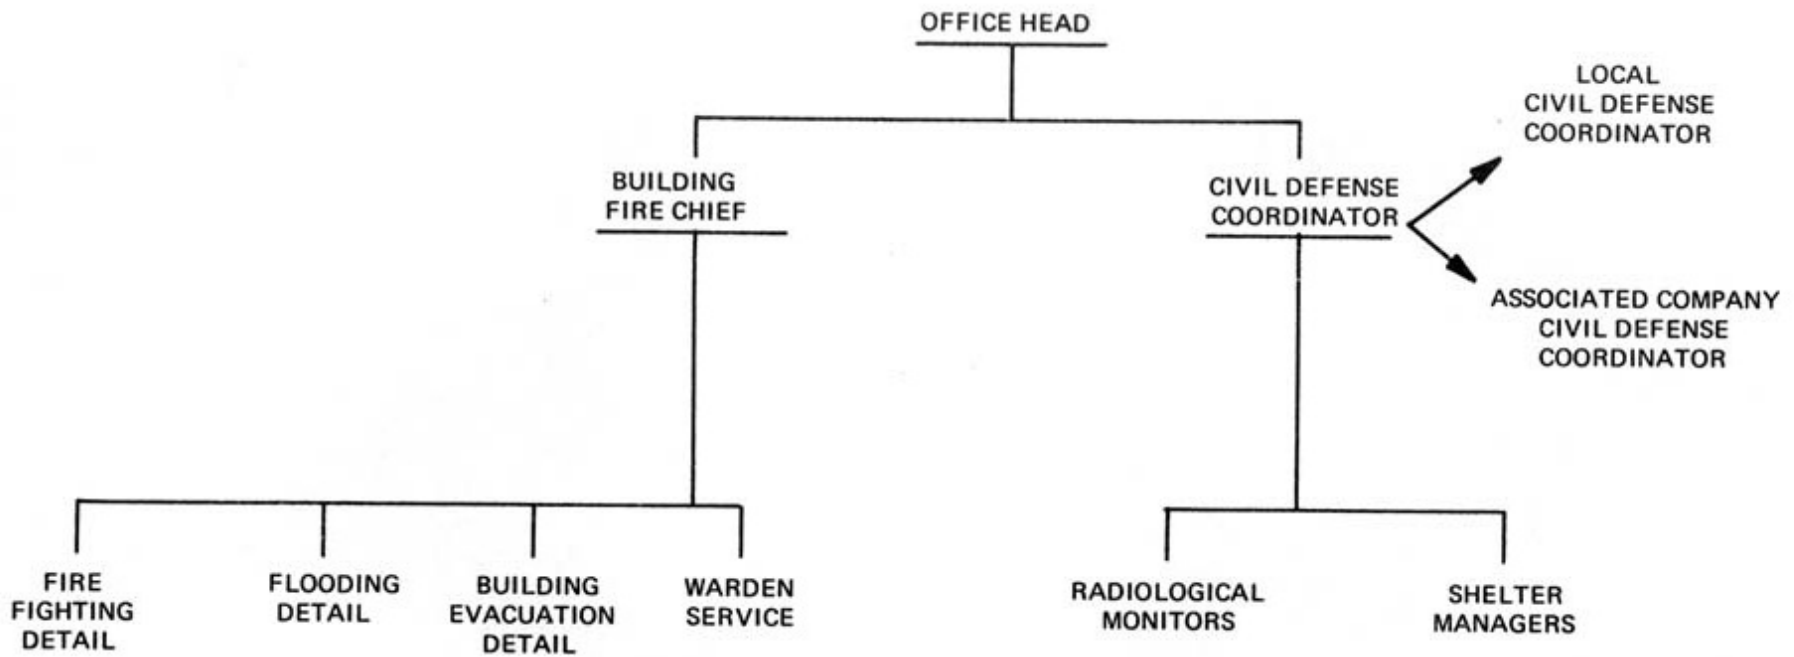 OFFICE HEAD
LOCAL
CIVIL DEFENSE
COORDINATOR
BUILDING
FIRE CHIEF
CIVIL DEFENSE
COORDINATOR
ASSOCIATED COMPANY
CIVIL DEFENSE
COORDINATOR
FIRE
FIGHTING
DETAIL
FLOODING
DETAIL
BUILDING
EVACUATION
DETAIL
WARDEN
SERVICE
RADIOLOGICAL
MONITORS
SHELTER
MANAGERS